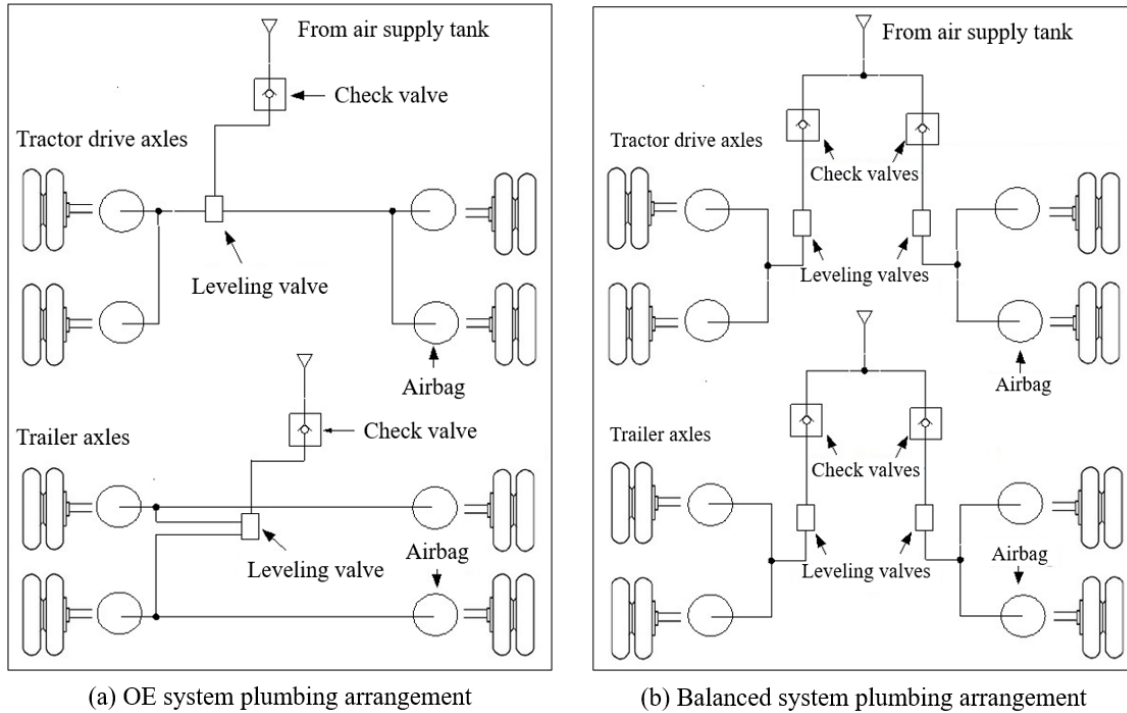 From air supply tank
Check valve
Tractor drive axles
Leveling valve
Airbag
Check valve
Trailer axles
Airbag
Leveling valve
(a) OE system plumbing arrangement
From air supply tank
Tractor drive axles
Check valves
Leveling valves
Airbag
Trailer axles
Check valves
Airbag
Leveling valves
(b) Balanced system plumbing arrangement